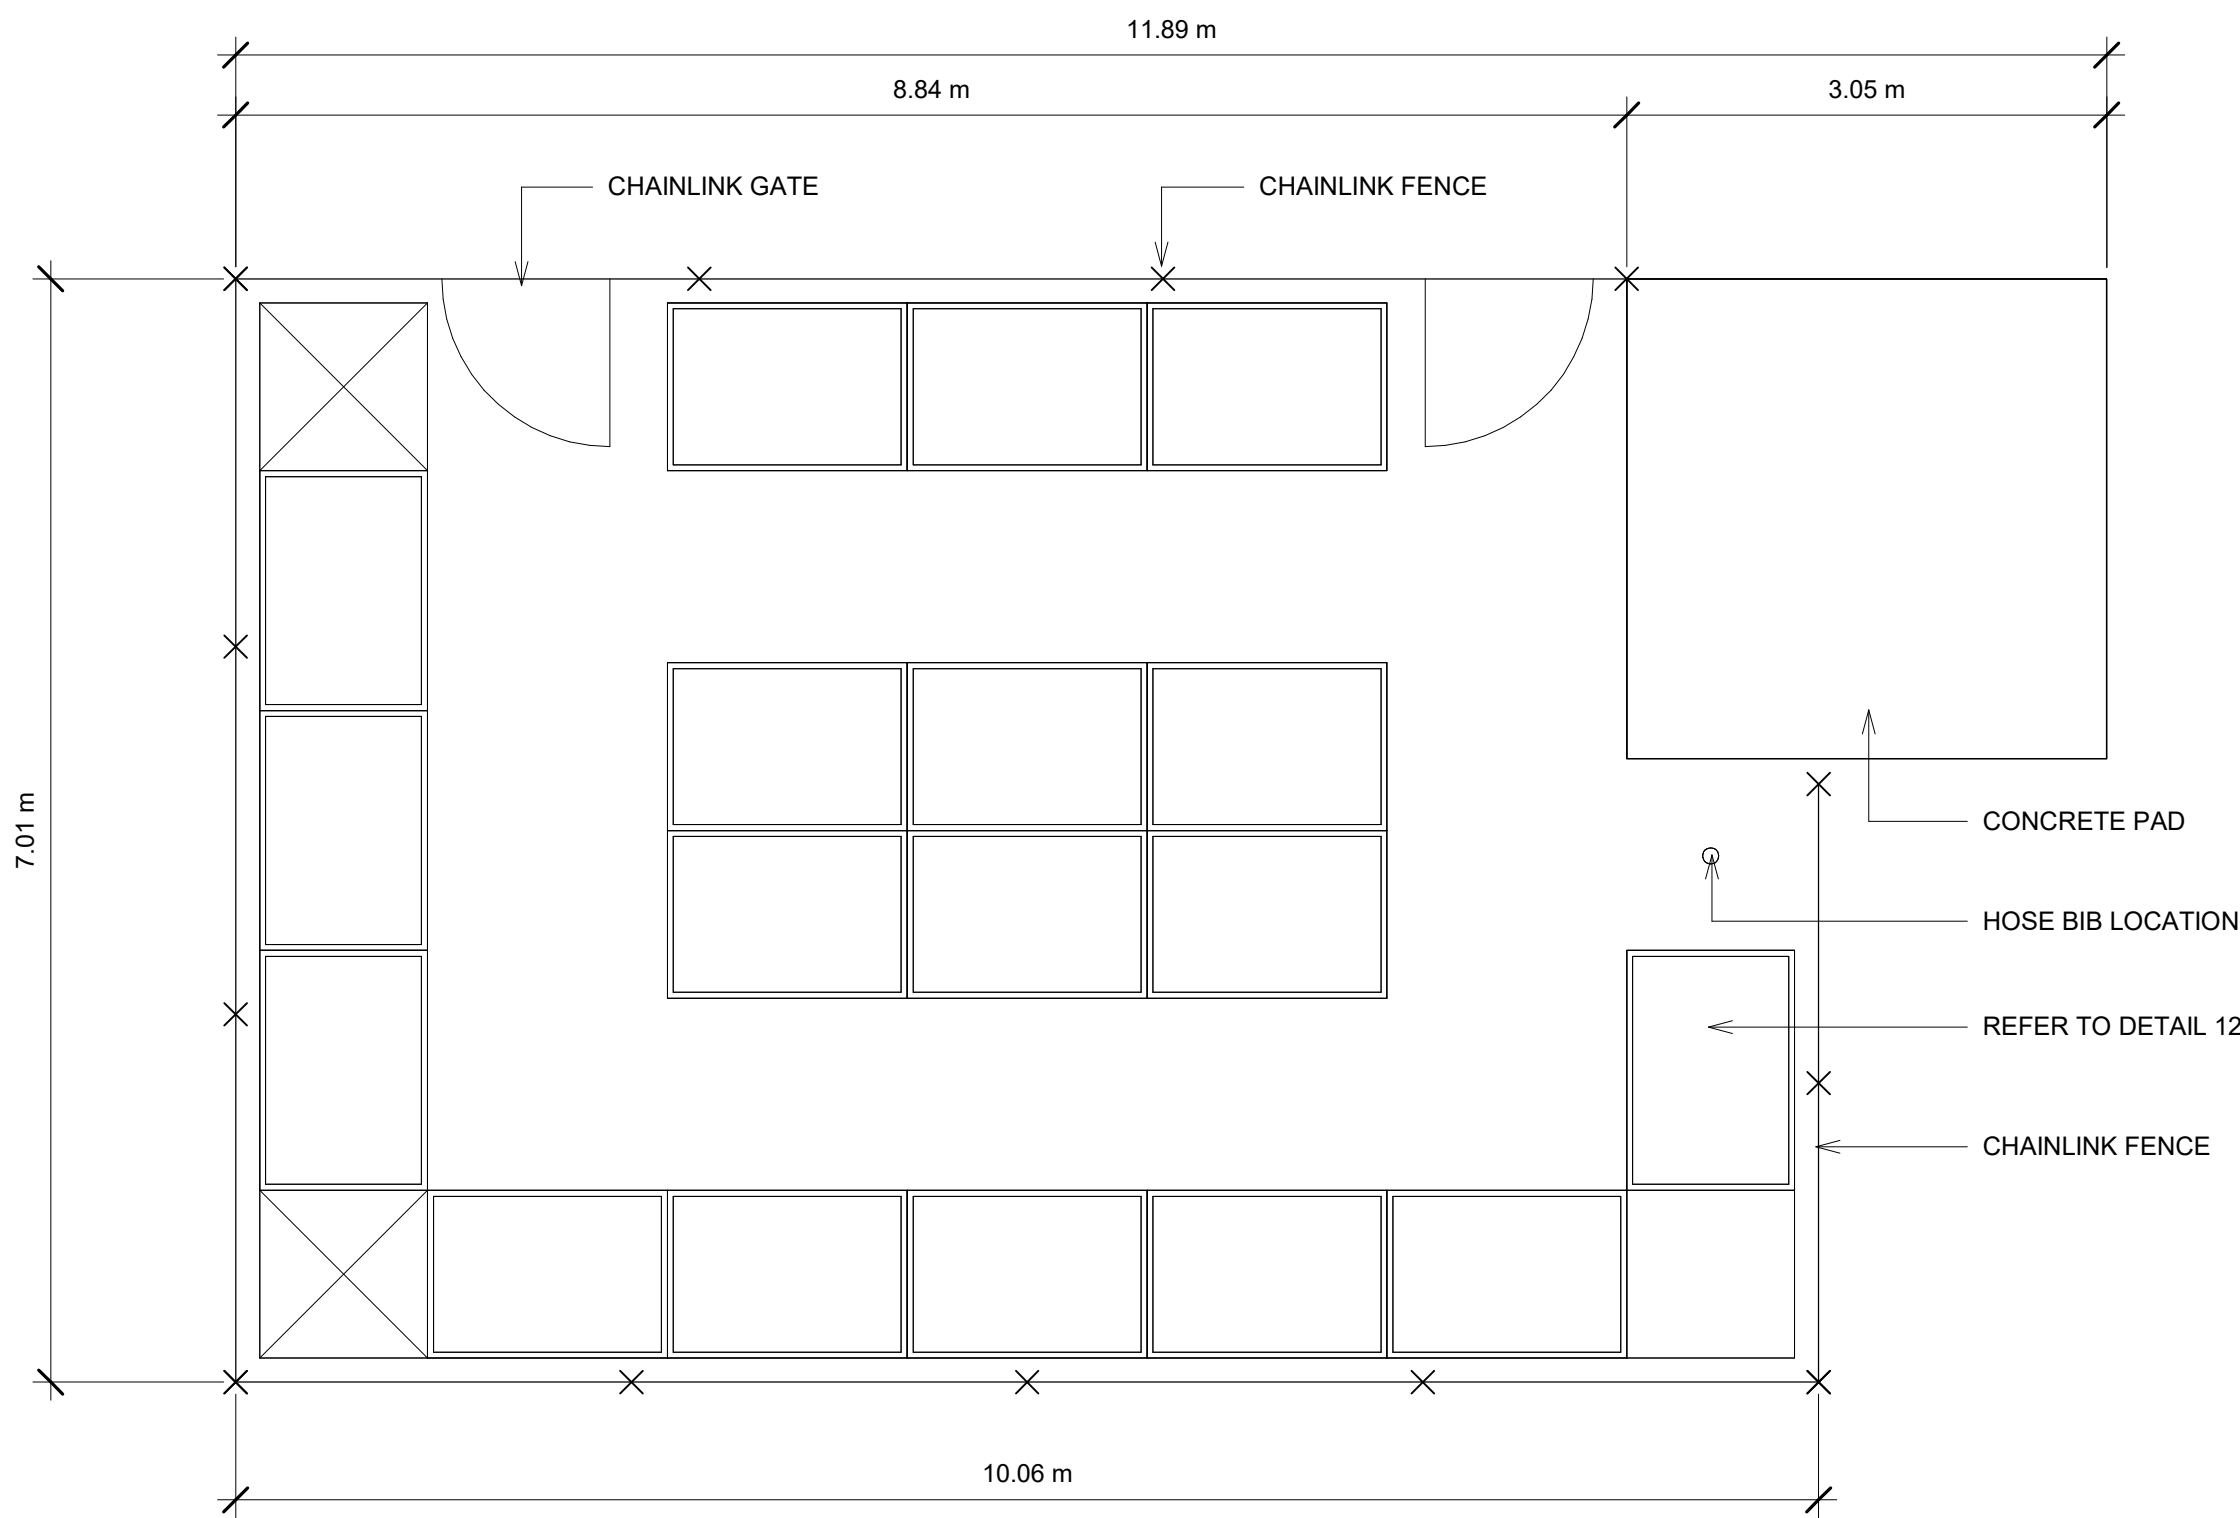 11.89 m
8.84 m
3.05 m
CHAINLINK GATE
CHAINLINK FENCE
7.01 m
CONCRETE PAD
HOSE BIB LOCATION
REFER TO DETAIL 12
CHAINLINK FENCE
10.06 m